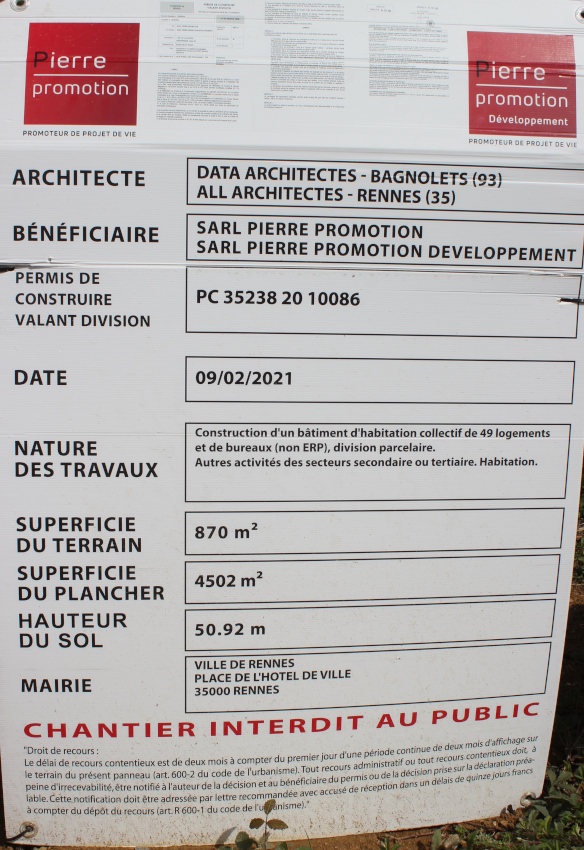 Pierre
promotion
PROMOTEUR DE PROJET DE VIE
Pierre
promotion
Développement
PROMOTEUR DE PROJET DE VIE
ARCHITECTE
DATA ARCHITECTES - BAGNOLETS (93)
ALL ARCHITECTES - RENNES (35)
BÉNÉFICIAIRE
SARL PIERRE PROMOTION
SARL PIERRE PROMOTION DEVELOPPEMENT
PERMIS DE
CONSTRUIRE
VALANT DIVISION
PC 35238 20 10086
DATE
09/02/2021
NATURE
DES TRAVAUX
Construction d'un bâtiment d'habitation collectif de 49 logements
et de bureaux (non ERP), division parcelaire.
Autres activités des secteurs secondaire ou tertiaire. Habitation.
SUPERFICIE
DU TERRAIN
870 m²
SUPERFICIE
DU PLANCHER
4502 m²
HAUTEUR
DU SOL
50.92 m
MAIRIE
VILLE DE RENNES
PLACE DE L'HOTEL DE VILLE
35000 RENNES
CHANTIER INTERDIT AU PUBLIC
"Droit de recours :
Le délai de recours contentieux est de deux mois à compter du premier jour d'une période continue de deux mois d'affichage sur
le terrain du présent panneau (art. 600-2 du code de l'urbanisme). Tout recours administratif ou tout recours contentieux doit, à
peine d'irrecevabilité, être notifié à l'auteur de la décision et au bénéficiaire du permis ou de la décision prise sur la déclaration préa-
lable. Cette notification doit être adressée par lettre recommandée avec accusé de réception dans un délais de quinze jours francs
à compter du dépôt du recours (art. R 600-1 du code de l'urbanisme)."